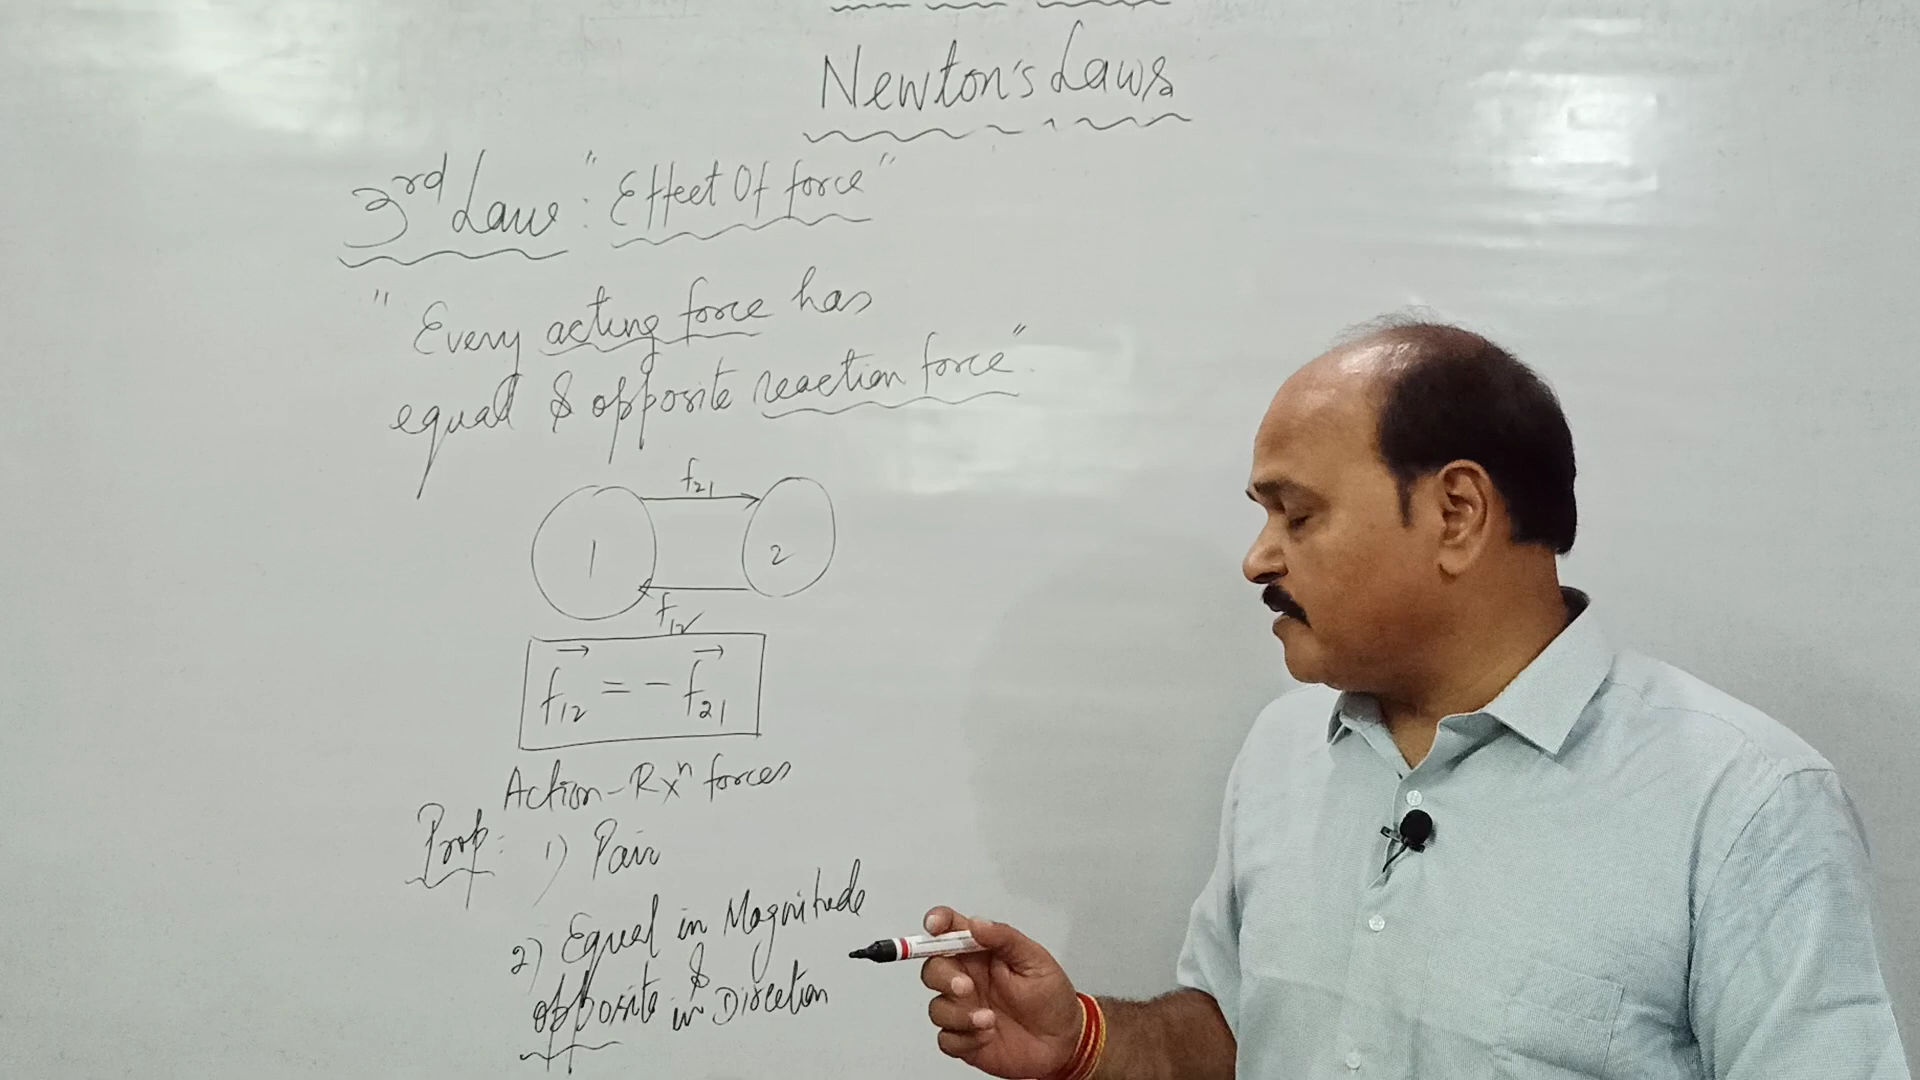 Newton's Laws
3rd Law: "Effect Of force"
"Every acting force has
equal & opposite reaction force".
f21
1
2
f12
f12 = - f21
Action-Rxn forces
Prop: 1) Pair
2) Equal in Magnitude
&
opposite in Direction